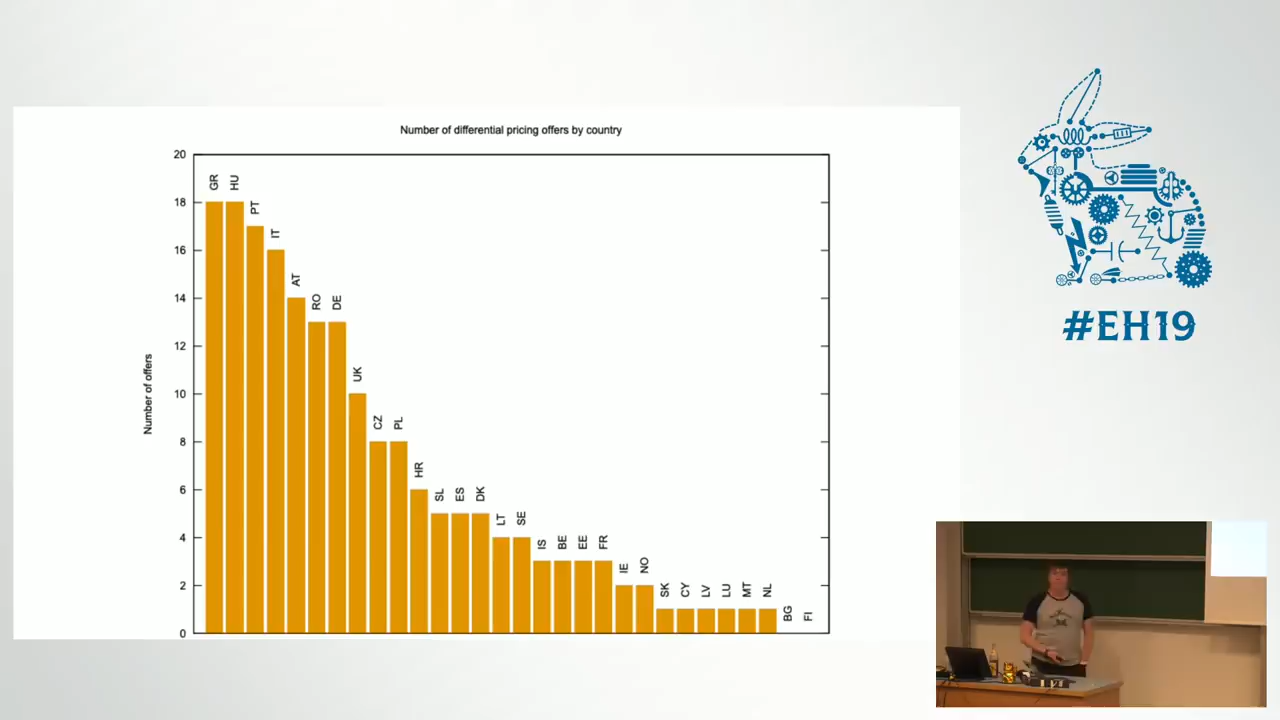 Number of differential pricing offers by country
20
18
16
14
12
10
8
6
4
2
0
Number of offers
GR
HU
PT
IT
AT
RO
DE
UK
CZ
PL
HR
SL
ES
DK
LT
SE
IS
BE
EE
FR
IE
NO
SK
CY
LV
LU
MT
NL
BG
FI
#EH19